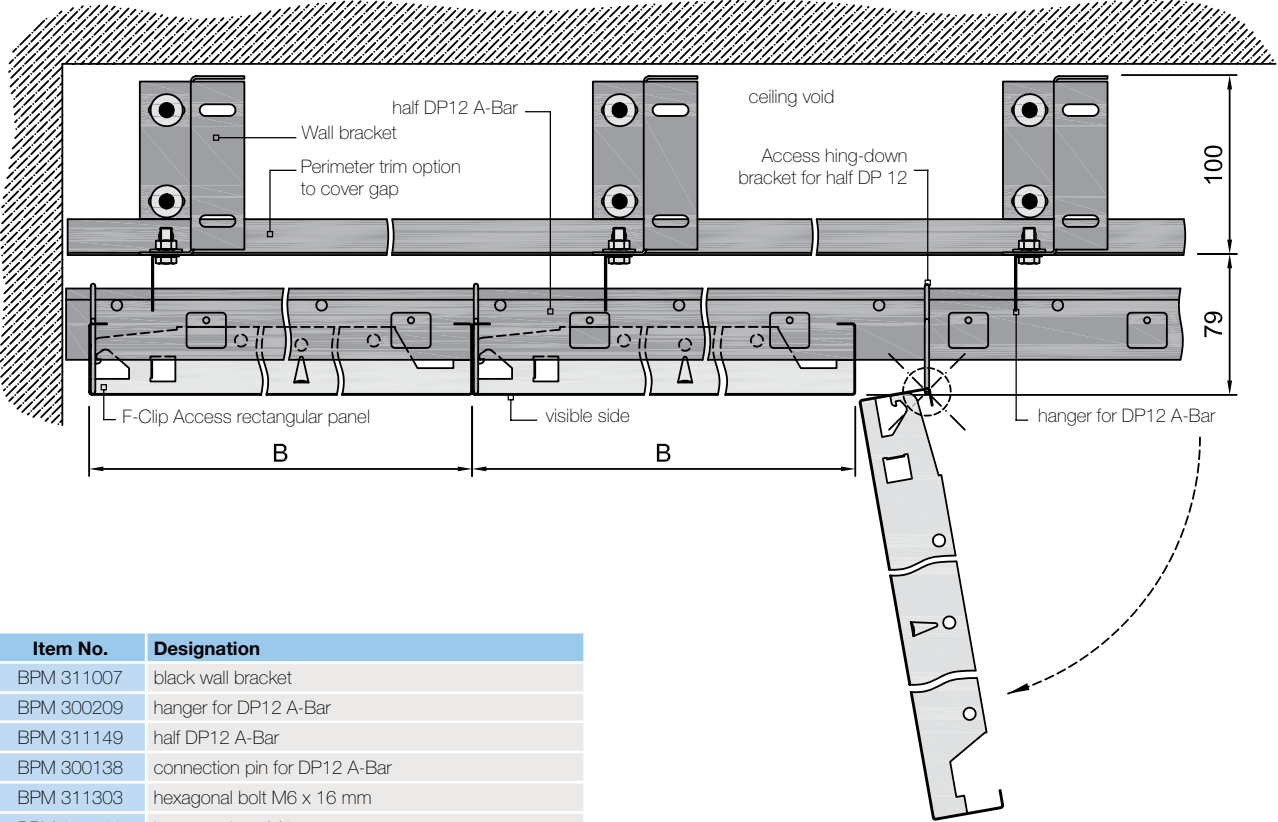 half DP12 A-Bar
ceiling void
Wall bracket
Perimeter trim option
to cover gap
Access hing-down
bracket for half DP 12
100
79
F-Clip Access rectangular panel
visible side
hanger for DP12 A-Bar
B
B
Item No. Designation
BPM 311007 black wall bracket
BPM 300209 hanger for DP12 A-Bar
BPM 311149 half DP12 A-Bar
BPM 300138 connection pin for DP12 A-Bar
BPM 311303 hexagonal bolt M6 x 16 mm